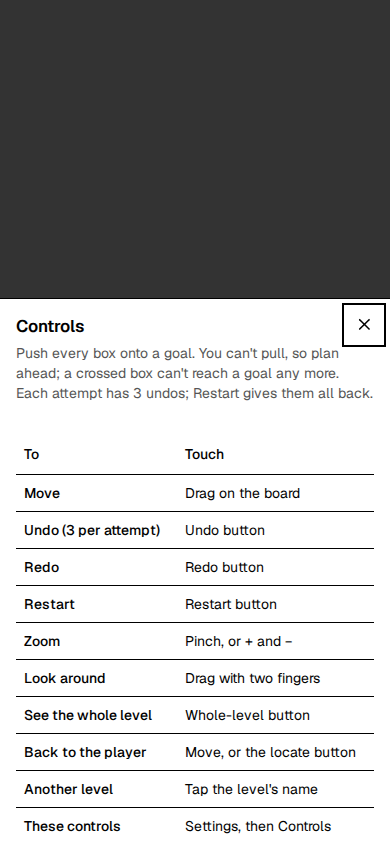 Controls
Push every box onto a goal. You can't pull, so plan
ahead; a crossed box can't reach a goal any more.
Each attempt has 3 undos; Restart gives them all back.
To Touch
Move Drag on the board
Undo (3 per attempt) Undo button
Redo Redo button
Restart Restart button
Zoom Pinch, or + and –
Look around Drag with two fingers
See the whole level Whole-level button
Back to the player Move, or the locate button
Another level Tap the level's name
These controls Settings, then Controls